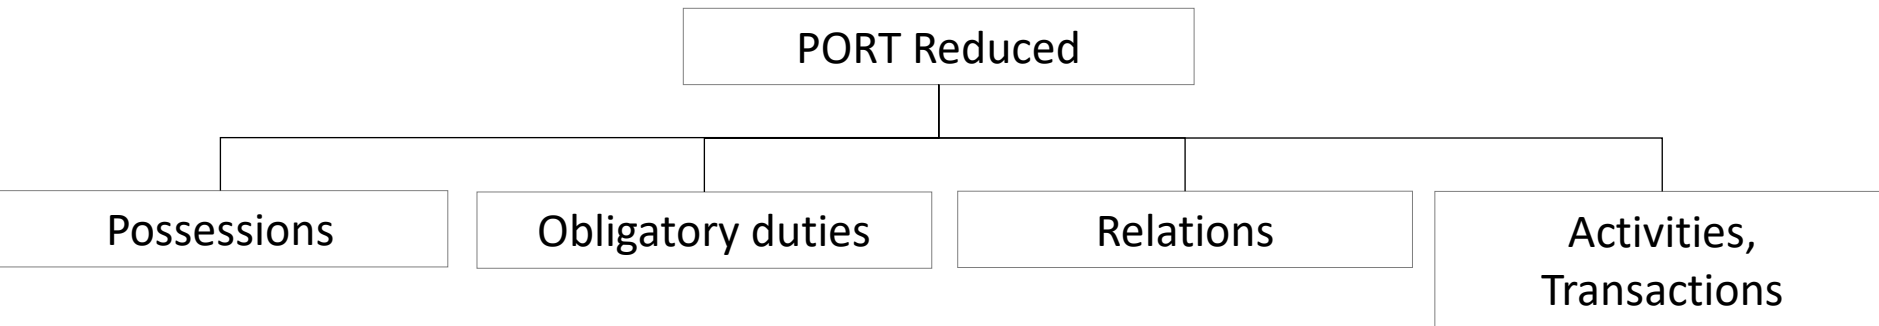 PORT Reduced
Possessions
Obligatory duties
Relations
Activities,
Transactions